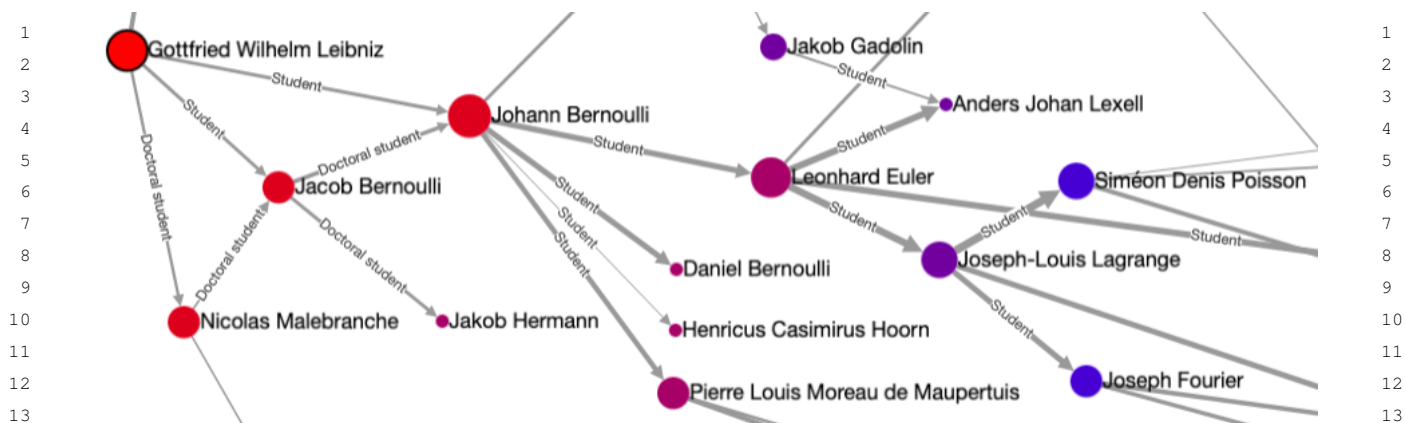 1 1
Gottfried Wilhelm Leibniz Jakob Gadolin
2 2
Student Student
3 3
Johann Bernoulli Anders Johan Lexell
Student
4 4
Doctoral student Doctoral student Student Student
5 5
Jacob Bernoulli Leonhard Euler Siméon Denis Poisson
6 6
Student Student Student
7 7
Doctoral student Doctoral student Student Student Student
8 8
Daniel Bernoulli Joseph-Louis Lagrange
9 9
Nicolas Malebranche Jakob Hermann Henricus Casimirus Hoorn Student
10 10
11 11
Pierre Louis Moreau de Maupertuis Joseph Fourier
12 12
13 13